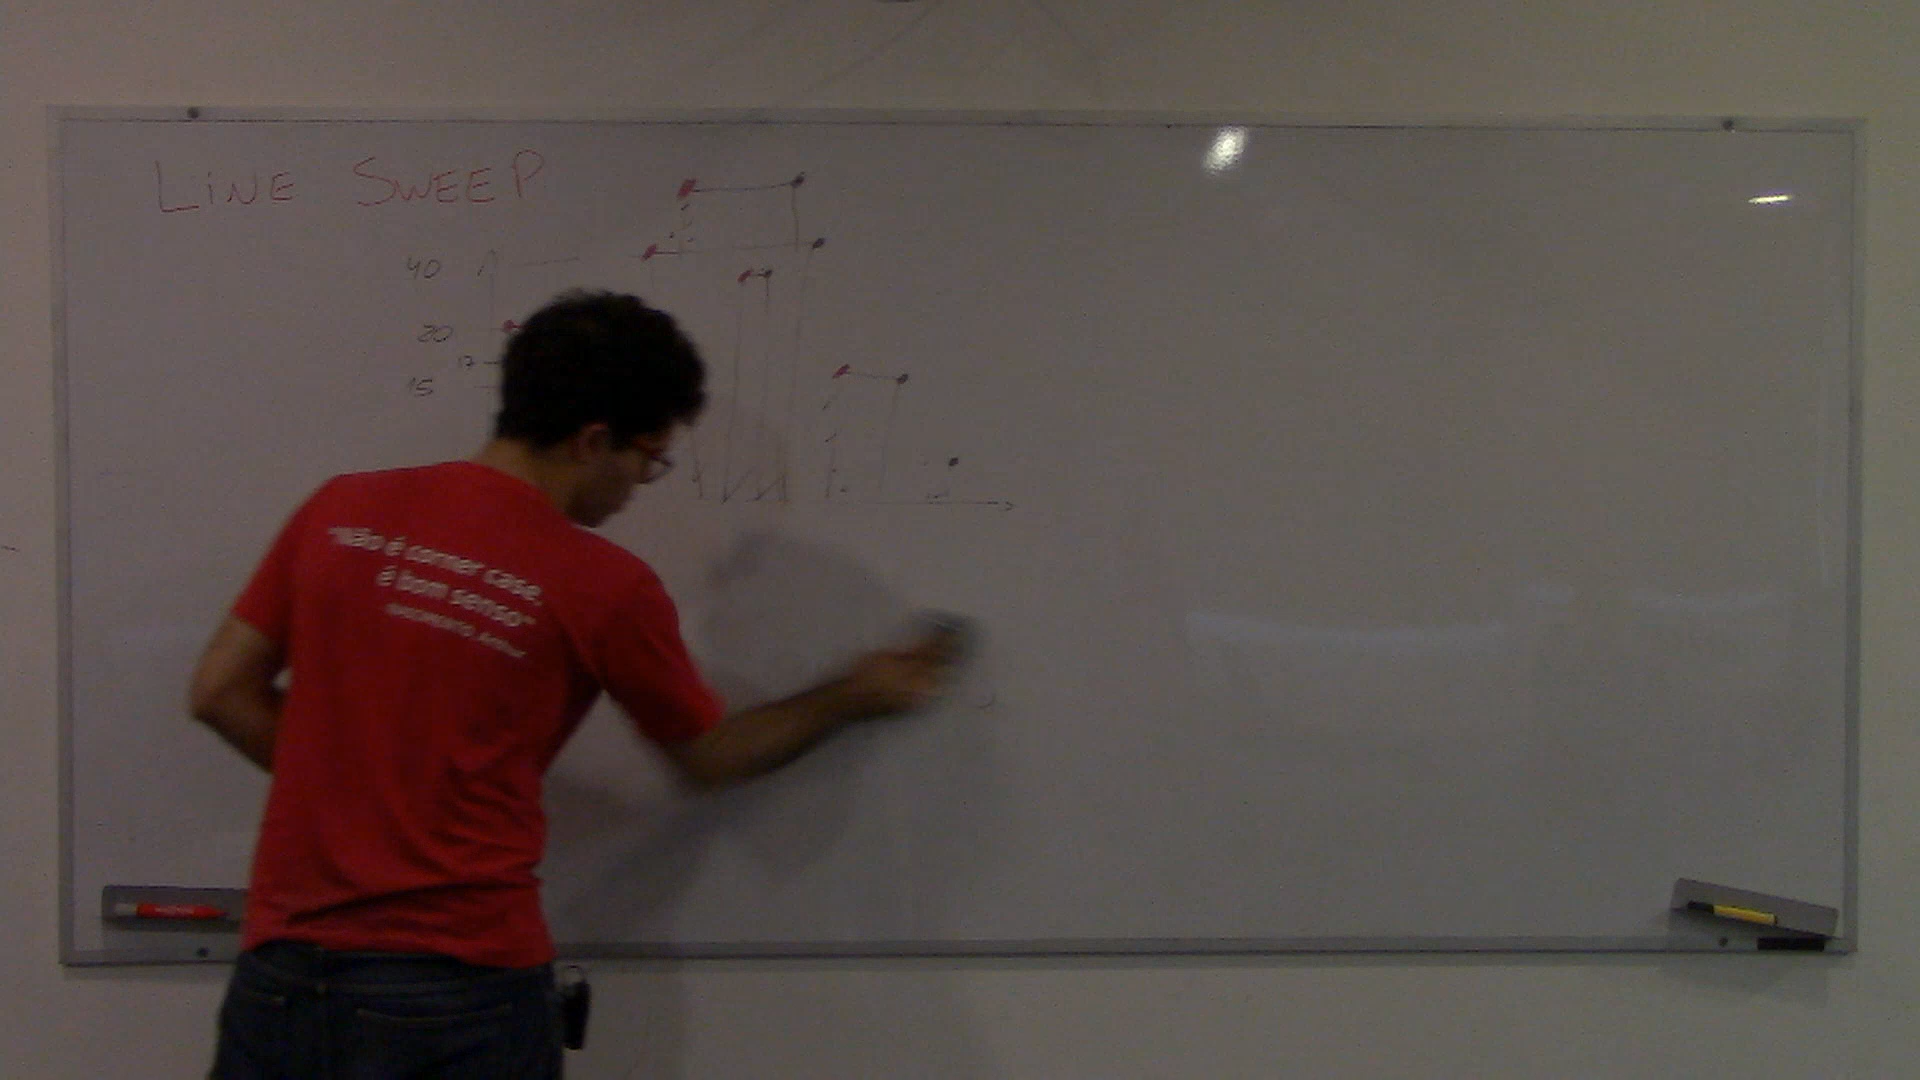 LINE SWEEP
40
20
17
15
"Não é corner case,
é bom senso"